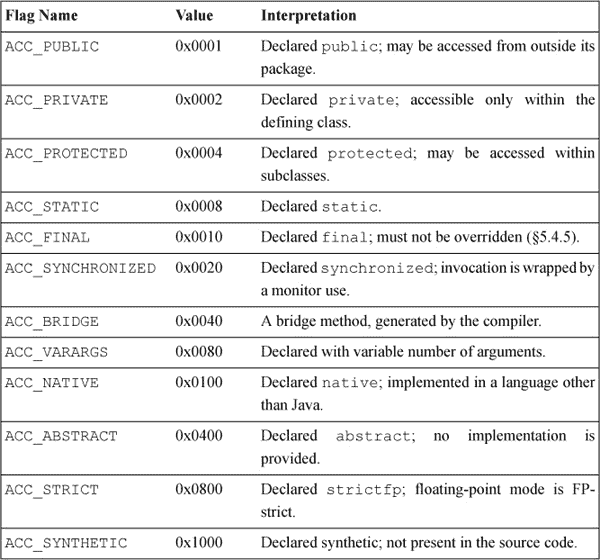 Flag Name Value Interpretation
ACC_PUBLIC 0x0001 Declared public; may be accessed from outside its
package.
ACC_PRIVATE 0x0002 Declared private; accessible only within the
defining class.
ACC_PROTECTED 0x0004 Declared protected; may be accessed within
subclasses.
ACC_STATIC 0x0008 Declared static.
ACC_FINAL 0x0010 Declared final; must not be overridden (§5.4.5).
ACC_SYNCHRONIZED 0x0020 Declared synchronized; invocation is wrapped by
a monitor use.
ACC_BRIDGE 0x0040 A bridge method, generated by the compiler.
ACC_VARARGS 0x0080 Declared with variable number of arguments.
ACC_NATIVE 0x0100 Declared native; implemented in a language other
than Java.
ACC_ABSTRACT 0x0400 Declared abstract; no implementation is
provided.
ACC_STRICT 0x0800 Declared strictfp; floating-point mode is FP-
strict.
ACC_SYNTHETIC 0x1000 Declared synthetic; not present in the source code.